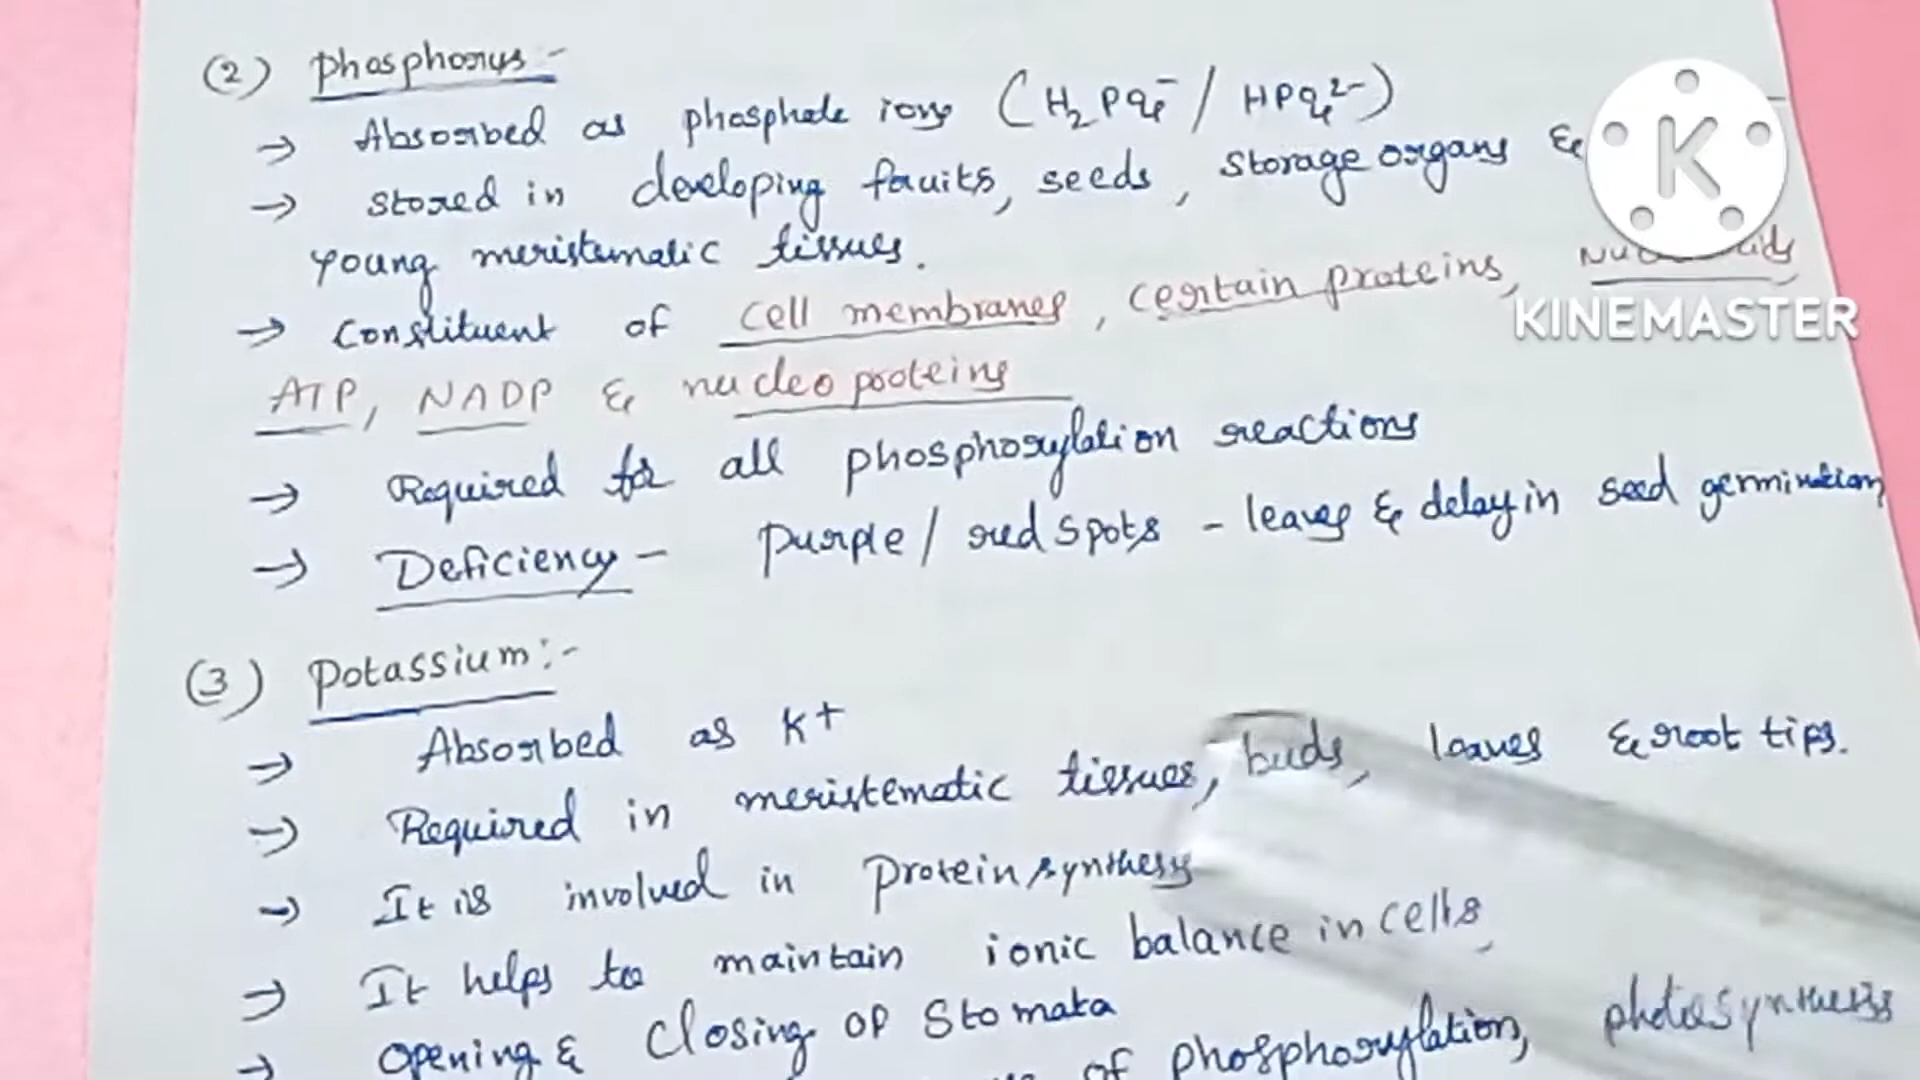 (2) Phosphorus :-
→ Absorbed as phosphate ions (H₂PO₄⁻ / HPO₄²⁻)
→ Stored in developing fruits, seeds, storage organs &
young meristematic tissues.
→ Constituent of cell membranes, certain proteins,
ATP, NADP & nucleo proteins
→ Required for all phosphorylation reactions
→ Deficiency - purple / red spots - leaves & delay in seed germination
(3) Potassium :-
→ Absorbed as K+
→ Required in meristematic tissues, buds, leaves & root tips.
→ It is involved in protein synthesis
→ It helps to maintain ionic balance in cells,
Opening & closing of stomata
→ of phosphorylation, photosynthesis
K
KINEMASTER